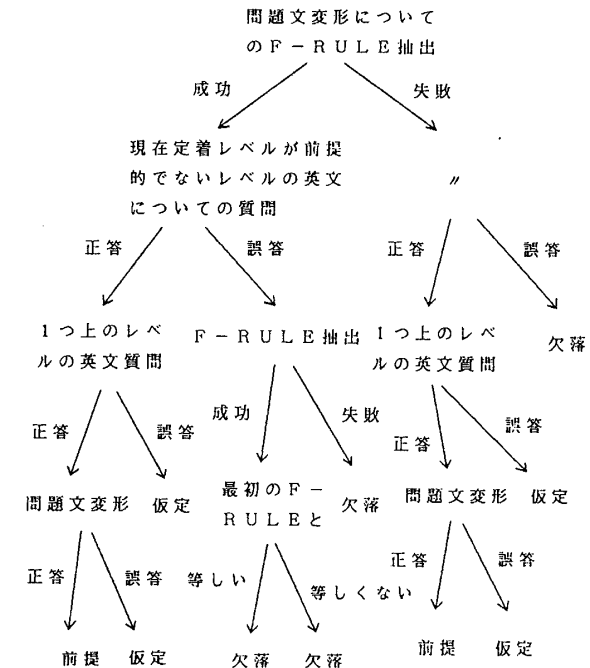 問題文変形について
のF－RULE抽出
成功
失敗
現在定着レベルが前提
的でないレベルの英文
についての質問
〃
正答
誤答
正答
誤答
1つ上のレベ
ルの英文質問
F－RULE抽出
1つ上のレベ
ルの英文質問
欠落
正答
誤答
成功
失敗
正答
誤答
問題文変形
仮定
最初のF－
RULEと
欠落
問題文変形
仮定
正答
誤答
等しい
等しくない
正答
誤答
前提
仮定
欠落
欠落
前提
仮定